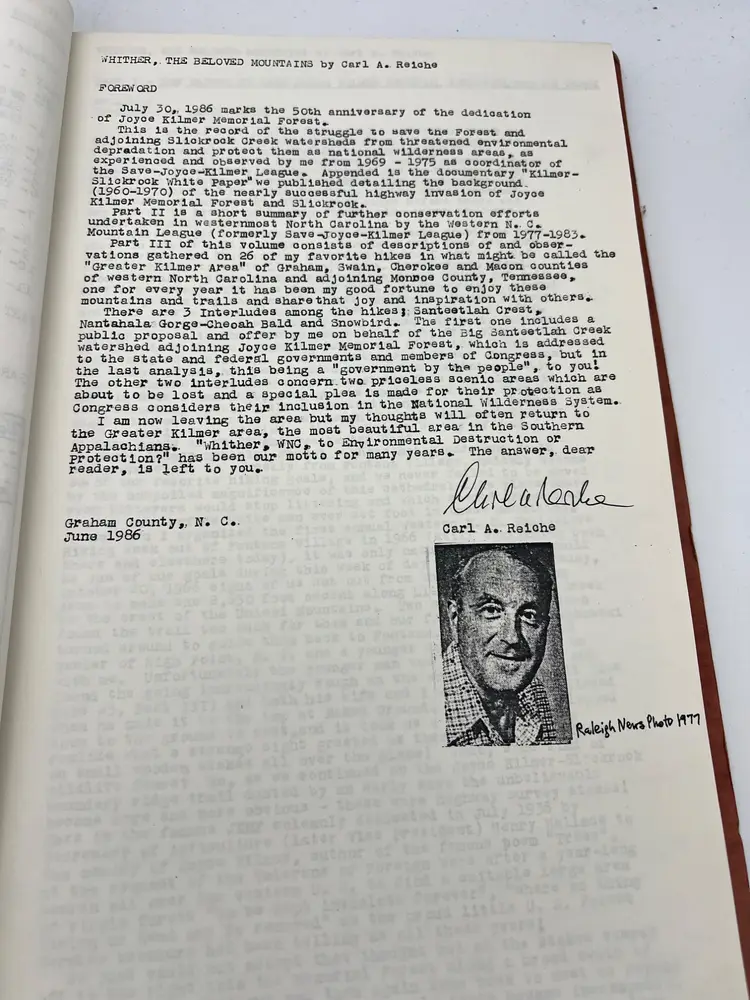 WHITHER, THE BELOVED MOUNTAINS by Carl A. Reiche
FOREWORD
July 30, 1986 marks the 50th anniversary of the dedication
of Joyce Kilmer Memorial Forest.
This is the record of the struggle to save the Forest and
adjoining Slickrock Creek watersheds from threatened environmental
depradation and protect them as national wilderness areas, as
experienced and observed by me from 1969 - 1975 as coordinator of
the Save-Joyce-Kilmer League. Appended is the documentary "Kilmer-
Slickrock White Paper" we published detailing the background
(1960-1970) of the nearly successful highway invasion of Joyce
Kilmer Memorial Forest and Slickrock.
Part II is a short summary of further conservation efforts
undertaken in westernmost North Carolina by the Western N. C.
Mountain League (formerly Save-Joyce-Kilmer League) from 1977-1983.
Part III of this volume consists of descriptions of and obser-
vations gathered on 26 of my favorite hikes in what might be called the
"Greater Kilmer Area" of Graham, Swain, Cherokee and Macon counties
of western North Carolina and adjoining Monroe County, Tennessee,
one for every year it has been my good fortune to enjoy these
mountains and trails and share that joy and inspiration with others.
There are 3 Interludes among the hikes; Santeetlah Crest,
Nantahala Gorge-Cheoah Bald and Snowbird. The first one includes a
public proposal and offer by me on behalf of the Big Santeetlah Creek
watershed adjoining Joyce Kilmer Memorial Forest, which is addressed
to the state and federal governments and members of Congress, but in
the last analysis, this being a "government by the people", to you!
The other two interludes concern two priceless scenic areas which are
about to be lost and a special plea is made for their protection as
Congress considers their inclusion in the National Wilderness System.
I am now leaving the area but my thoughts will often return to
the Greater Kilmer area, the most beautiful area in the Southern
Appalachians. "Whither, WNC, to Environmental Destruction or
Protection?" has been our motto for many years. The answer, dear
reader, is left to you.
Carl A. Reiche
Graham County, N. C.
June 1986
Carl A. Reiche
Raleigh News Photo 1977